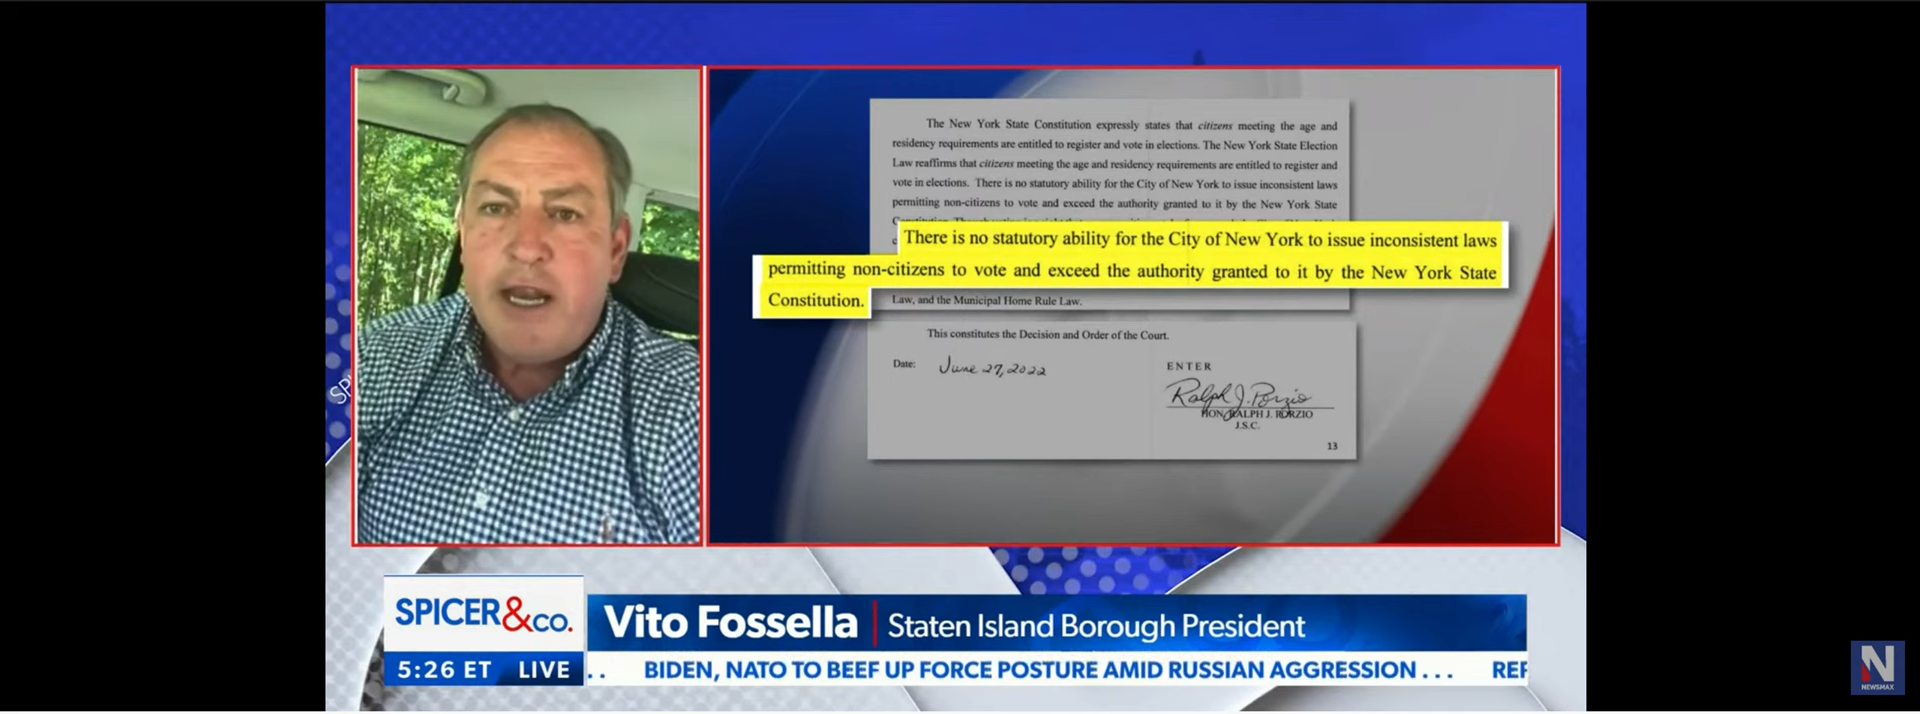 The New York State Constitution expressly states that citizens meeting the age and
residency requirements are entitled to register and vote in elections. The New York State Election
Law reaffirms that citizens meeting the age and residency requirements are entitled to register and
vote in elections. There is no statutory ability for the City of New York to issue inconsistent laws
permitting non-citizens to vote and exceed the authority granted to it by the New York State
There is no statutory ability for the City of New York to issue inconsistent laws
permitting non-citizens to vote and exceed the authority granted to it by the New York State
Constitution.
Law, and the Municipal Home Rule Law.
This constitutes the Decision and Order of the Court.
Date: June 27, 2022
ENTER
Ralph J. Porzio
HON. RALPH J. PORZIO
J.S.C.
13
SP
SPICER&CO.
Vito Fossella | Staten Island Borough President
5:26 ET LIVE
. . BIDEN, NATO TO BEEF UP FORCE POSTURE AMID RUSSIAN AGGRESSION . . . REF
N
NEWSMAX